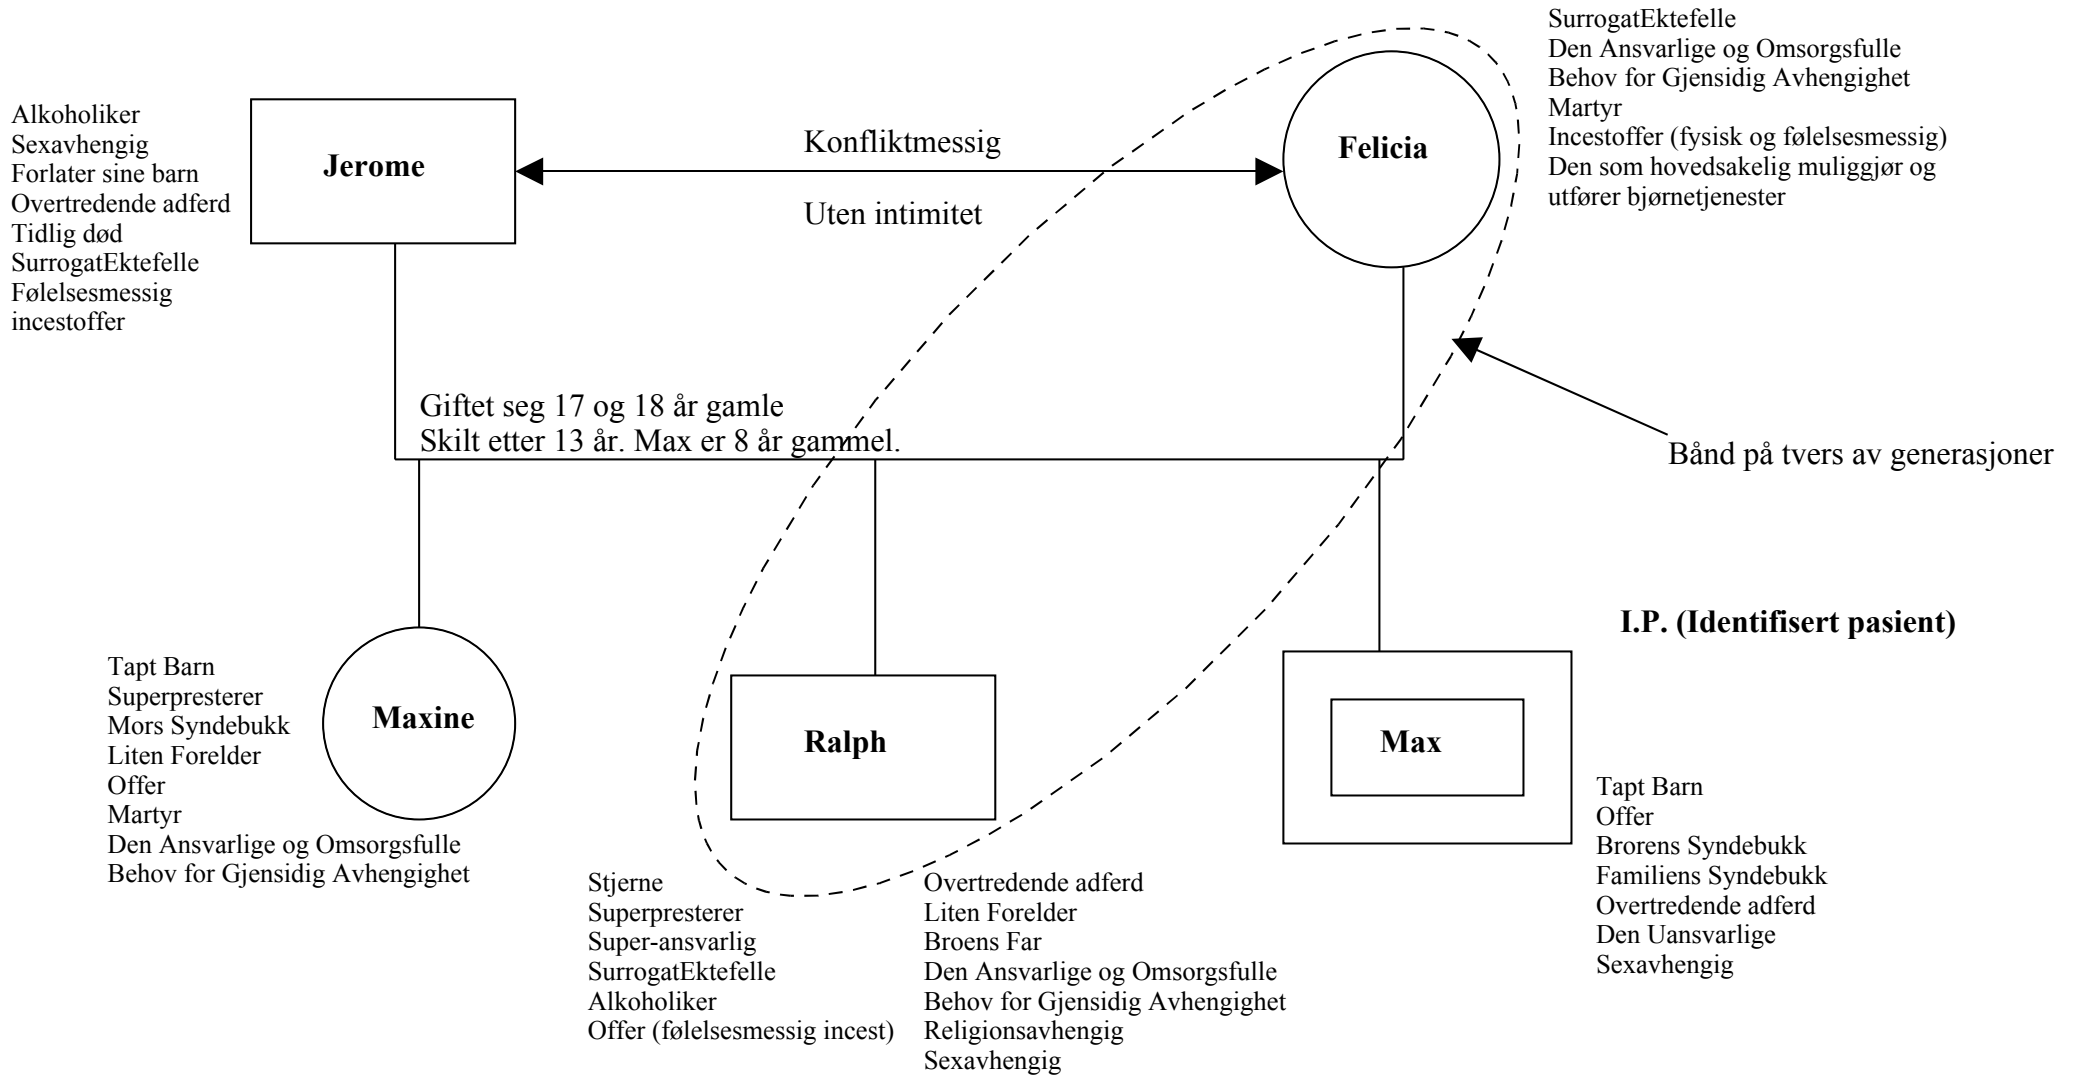 SurrogatEktefelle
Den Ansvarlige og Omsorgsfulle
Behov for Gjensidig Avhengighet
Martyr
Incestoffer (fysisk og følelsesmessig)
Den som hovedsakelig muliggjør og
utfører bjørnetjenester
Alkoholiker
Sexavhengig
Forlater sine barn
Overtredende adferd
Tidlig død
SurrogatEktefelle
Følelsesmessig
incestoffer
Jerome
Konfliktmessig
Uten intimitet
Felicia
Giftet seg 17 og 18 år gamle
Skilt etter 13 år. Max er 8 år gammel.
Bånd på tvers av generasjoner
I.P. (Identifisert pasient)
Tapt Barn
Superpresterer
Mors Syndebukk
Liten Forelder
Offer
Martyr
Den Ansvarlige og Omsorgsfulle
Behov for Gjensidig Avhengighet
Maxine
Ralph
Max
Stjerne
Superpresterer
Super-ansvarlig
SurrogatEktefelle
Alkoholiker
Offer (følelsesmessig incest)
Overtredende adferd
Liten Forelder
Broens Far
Den Ansvarlige og Omsorgsfulle
Behov for Gjensidig Avhengighet
Religionsavhengig
Sexavhengig
Tapt Barn
Offer
Brorens Syndebukk
Familiens Syndebukk
Overtredende adferd
Den Uansvarlige
Sexavhengig